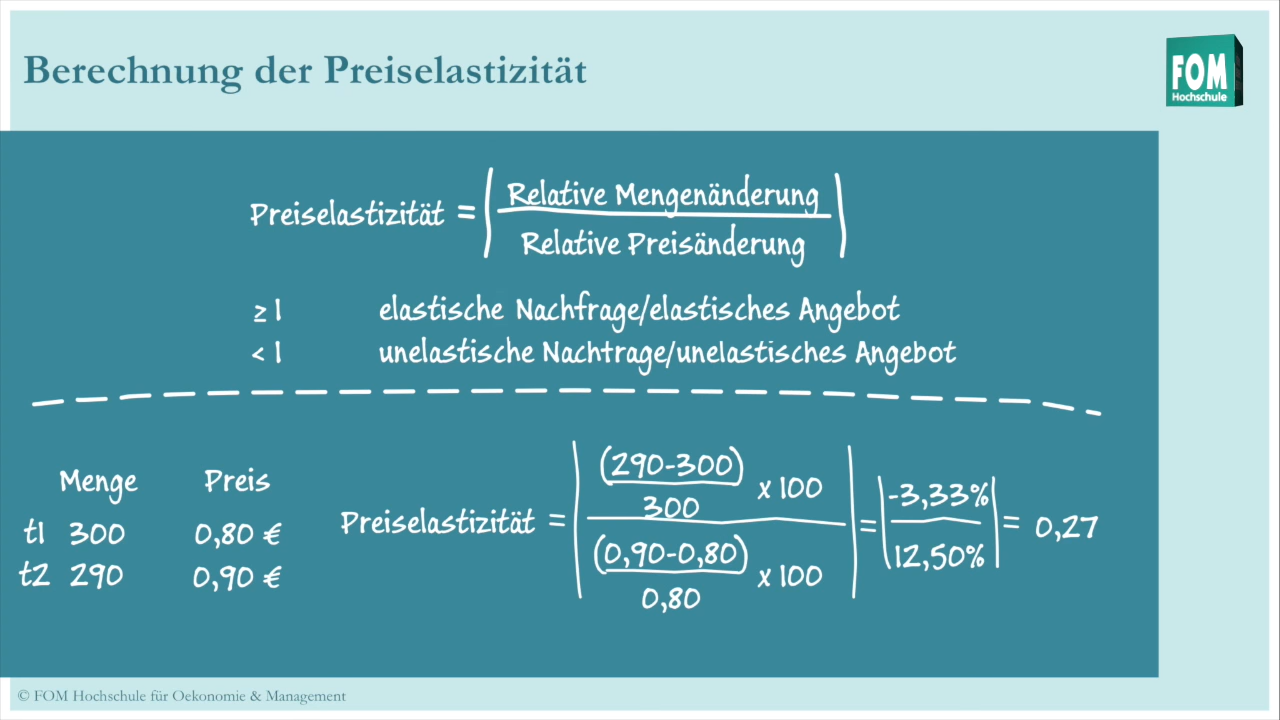 Berechnung der Preiselastizität
FOM
Hochschule
Preiselastizität = | Relative Mengenänderung
Relative Preisänderung |
≥ 1 elastische Nachfrage/elastisches Angebot
< 1 unelastische Nachfrage/unelastisches Angebot
Menge Preis
t1 300 0,80 €
t2 290 0,90 €
Preiselastizität = | (290-300)
300
x 100
(0,90-0,80)
0,80
x 100 | = | -3,33%
12,50% | = 0,27
© FOM Hochschule für Oekonomie & Management